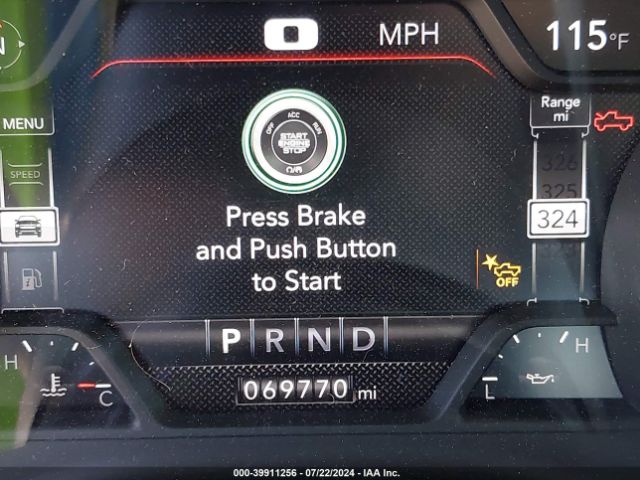 N
0 MPH
115°F
MENU
Range
mi
OFF
ACC
RUN
START
ENGINE
STOP
SPEED
326
325
324
Press Brake
and Push Button
to Start
OFF
P R N D
H
C
H
L
069770 mi
000-39911256 - 07/22/2024 - IAA Inc.